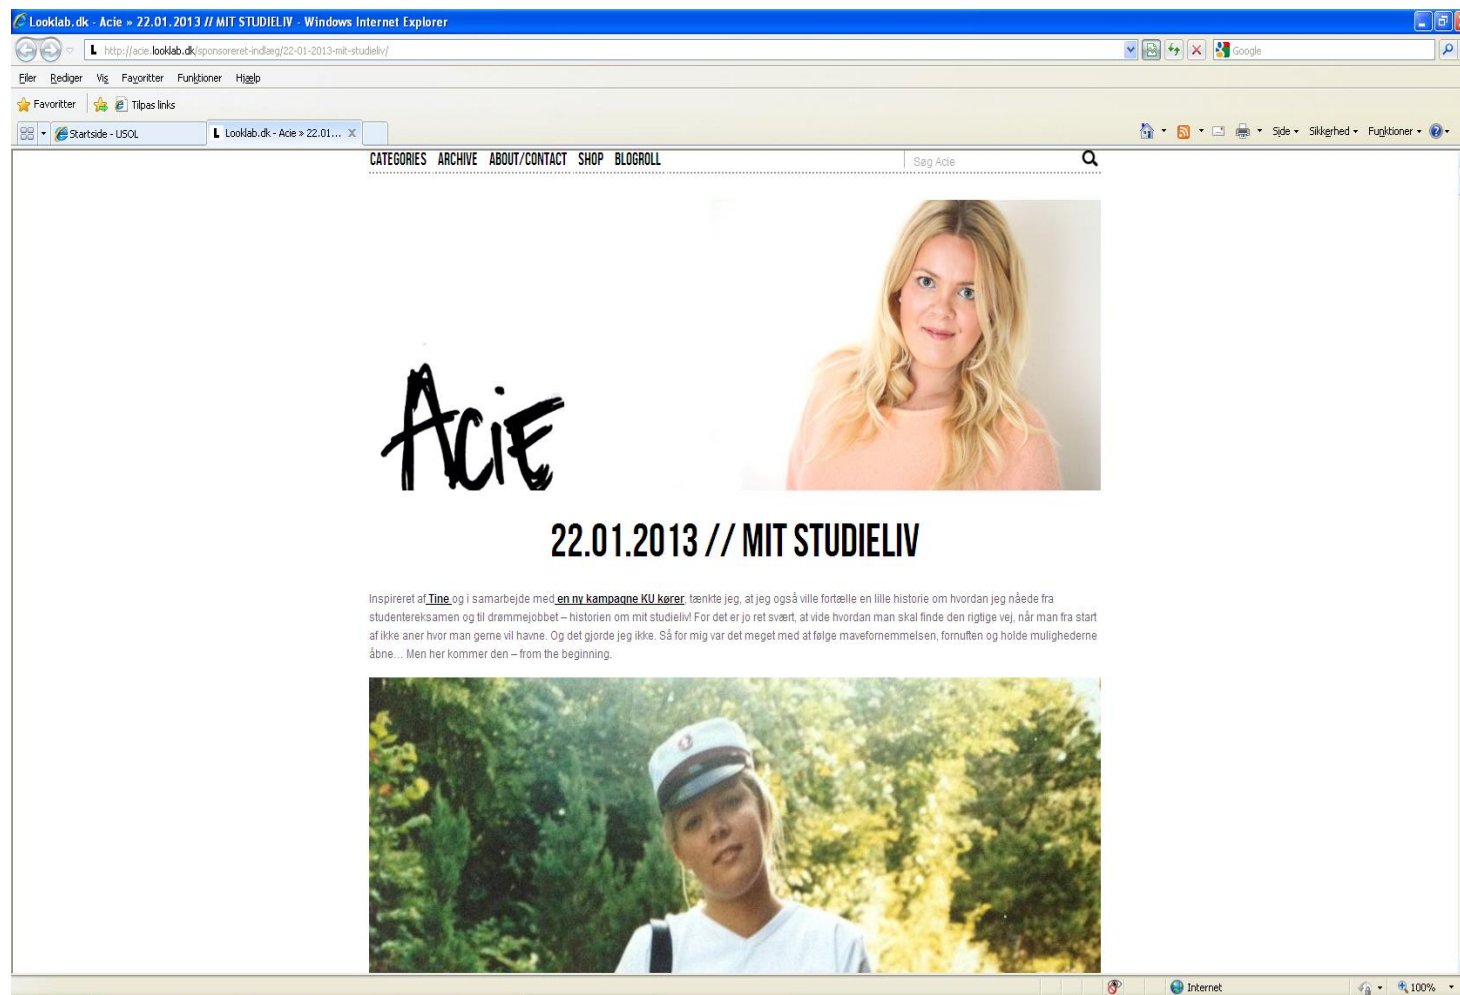 Looklab.dk - Acie » 22.01.2013 // MIT STUDIELIV - Windows Internet Explorer
http://acie.looklab.dk/sponsoreret-indlæg/22-01-2013-mit-studieliv/
Google
Filer Rediger Vis Favoritter Funktioner Hjælp
Favoritter Tilpas links
Startside - USOL
Looklab.dk - Acie » 22.01... X
Side Sikkerhed Funktioner
CATEGORIES ARCHIVE ABOUT/CONTACT SHOP BLOGROLL
Søg Acie
Acie
22.01.2013 // MIT STUDIELIV
Inspireret af Tine og i samarbejde med en ny kampagne KU kører, tænkte jeg, at jeg også ville fortælle en lille historie om hvordan jeg nåede fra
studentereksamen og til drømmejobbet – historien om mit studieliv! For det er jo ret svært, at vide hvordan man skal finde den rigtige vej, når man fra start
af ikke aner hvor man gerne vil havne. Og det gjorde jeg ikke. Så for mig var det meget med at følge mavefornemmelsen, fornuften og holde mulighederne
åbne… Men her kommer den – from the beginning.
Internet
100%